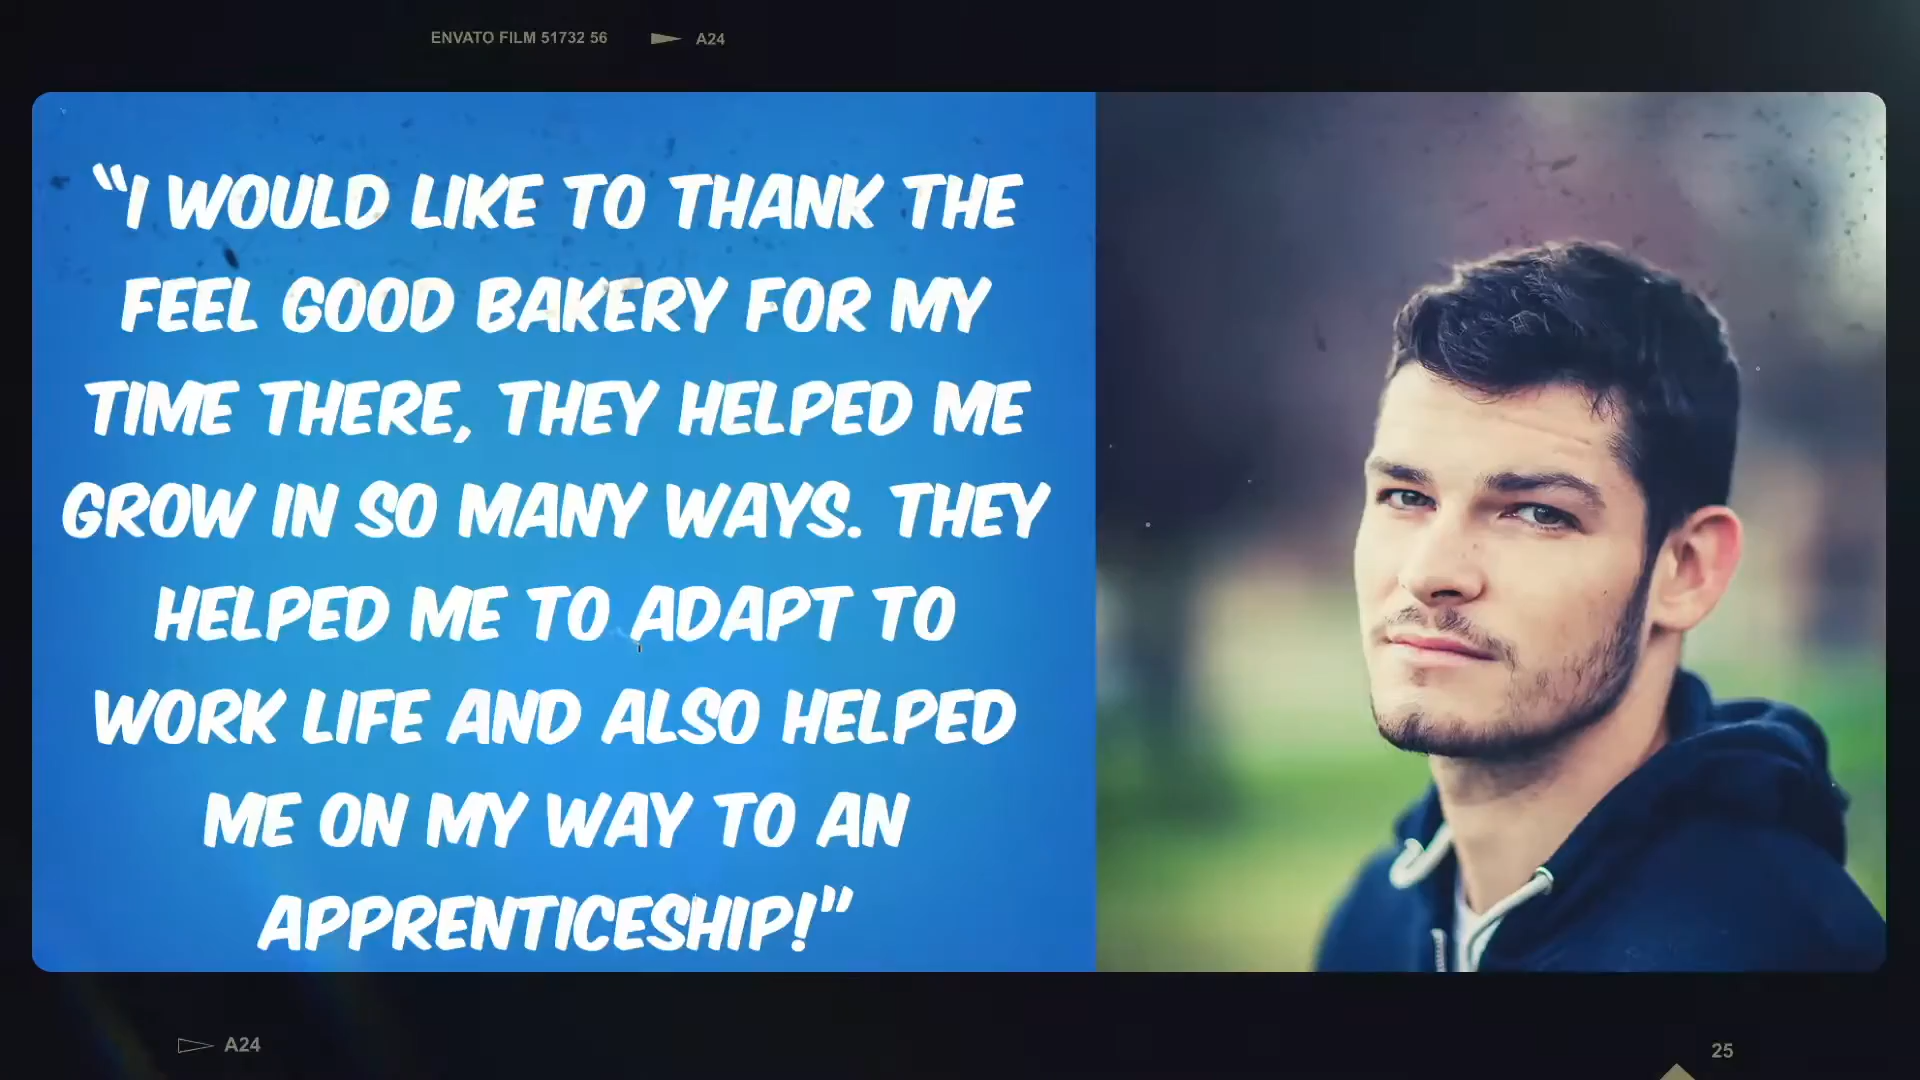 ENVATO FILM 51732 56 A24
“I WOULD LIKE TO THANK THE
FEEL GOOD BAKERY FOR MY
TIME THERE, THEY HELPED ME
GROW IN SO MANY WAYS. THEY
HELPED ME TO ADAPT TO
WORK LIFE AND ALSO HELPED
ME ON MY WAY TO AN
APPRENTICESHIP!”
A24 25